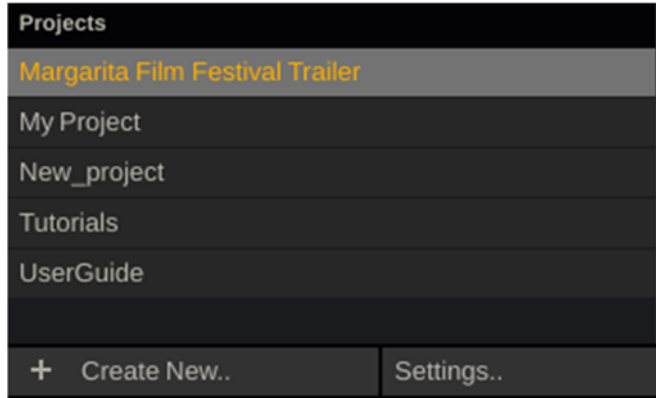 Projects
Margarita Film Festival Trailer
My Project
New_project
Tutorials
UserGuide
+ Create New.. Settings..